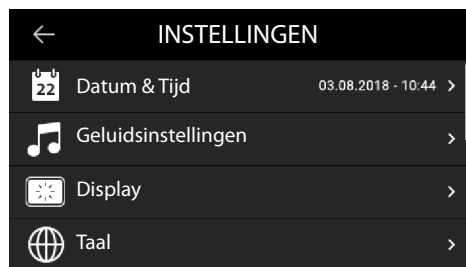 INSTELLINGEN
22 Datum & Tijd 03.08.2018 - 10:44
Geluidsinstellingen
Display
Taal